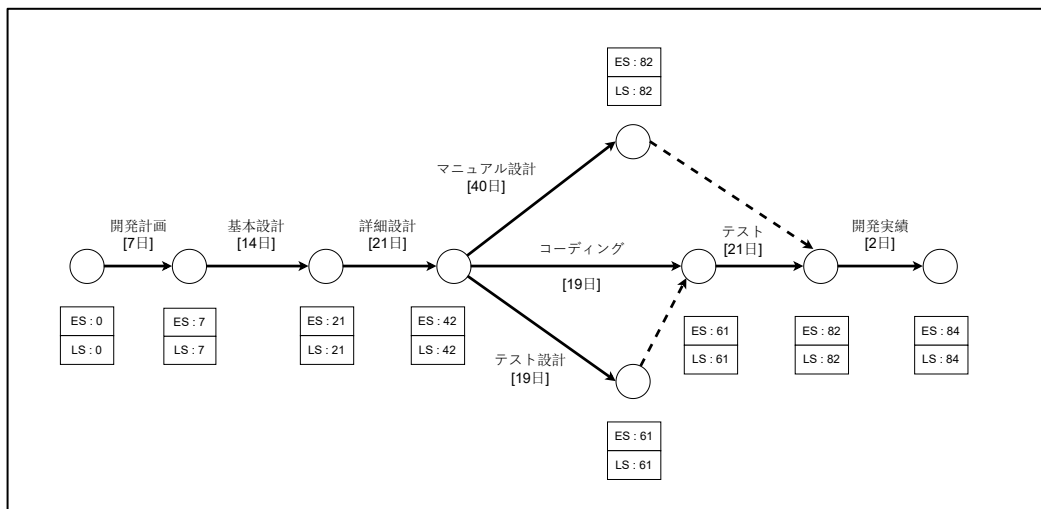 ES : 82
LS : 82
マニュアル設計
[40日]
開発計画
[7日]
基本設計
[14日]
詳細設計
[21日]
コーディング
[19日]
テスト
[21日]
開発実績
[2日]
ES : 0
LS : 0
ES : 7
LS : 7
ES : 21
LS : 21
ES : 42
LS : 42
テスト設計
[19日]
ES : 61
LS : 61
ES : 82
LS : 82
ES : 84
LS : 84
ES : 61
LS : 61